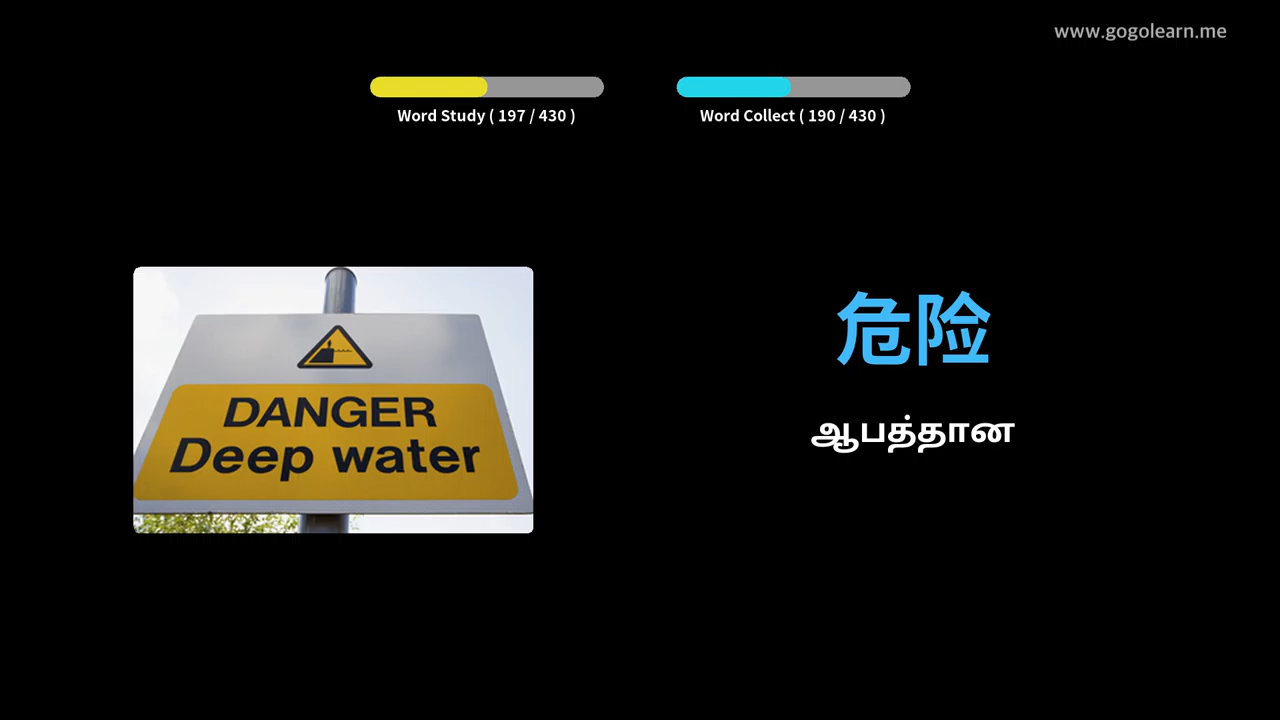 www.gogolearn.me
Word Study ( 197 / 430 )
Word Collect ( 190 / 430 )
DANGER
Deep water
危险
ஆபத்தான